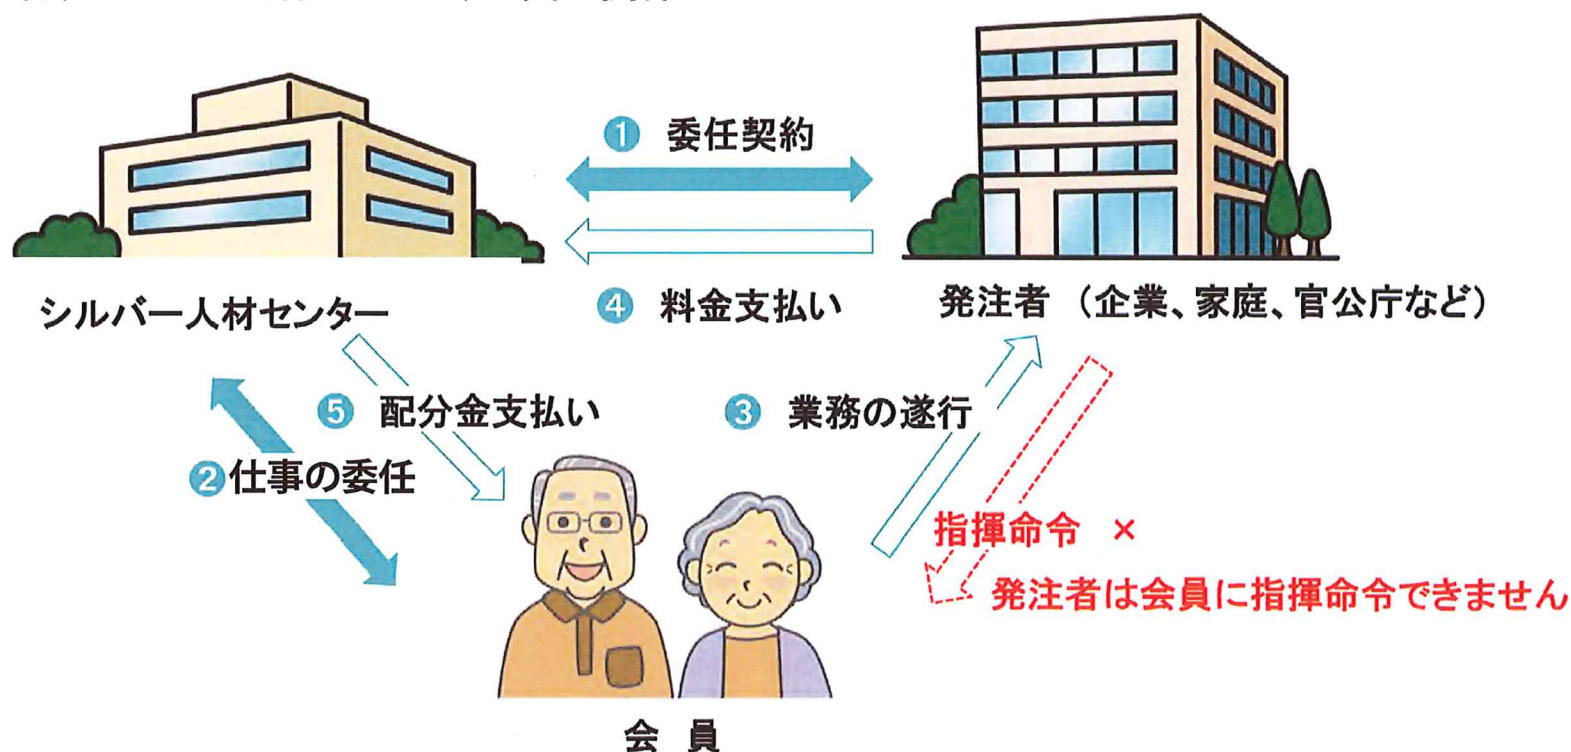 ① 委任契約
④ 料金支払い
シルバー人材センター
発注者 （企業、家庭、官公庁など）
⑤ 配分金支払い
③ 業務の遂行
②仕事の委任
指揮命令 ×
発注者は会員に指揮命令できません
会 員